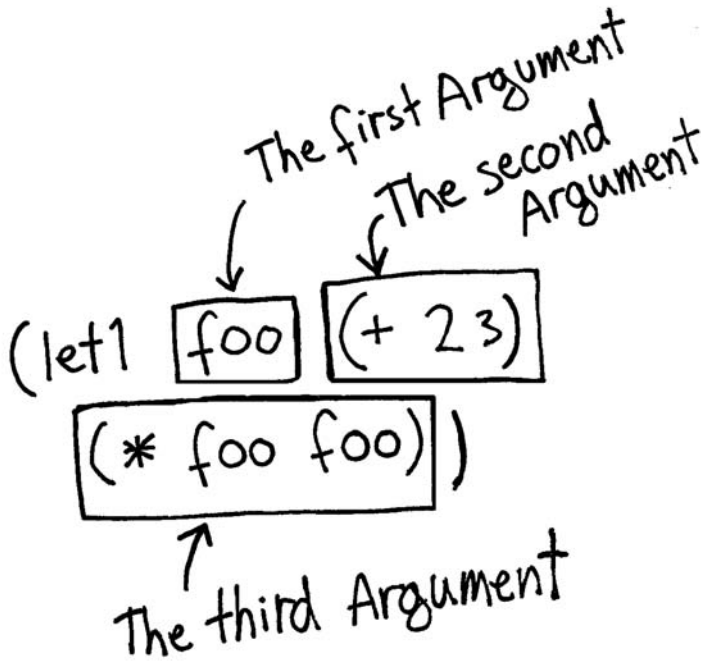 The first Argument
The second
Argument
(let1 foo (+ 2 3)
(* foo foo))
The third Argument